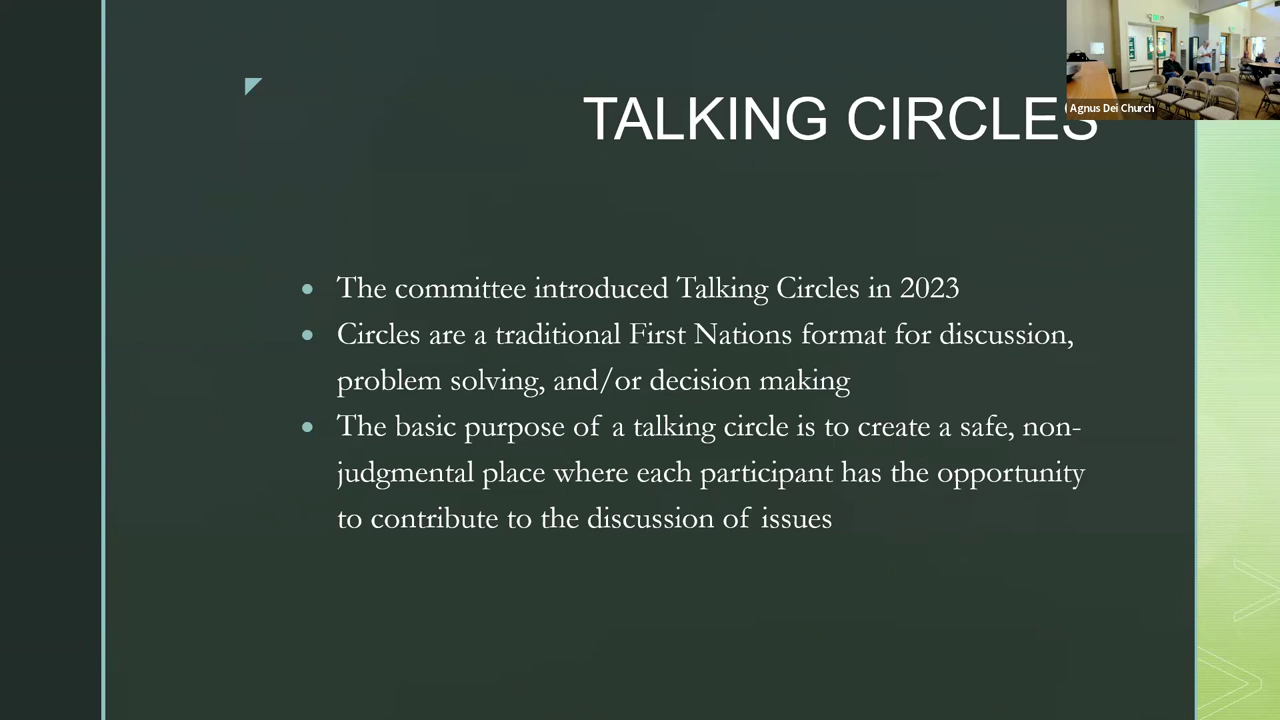 TALKING CIRCLES
Agnus Dei Church
• The committee introduced Talking Circles in 2023
• Circles are a traditional First Nations format for discussion,
problem solving, and/or decision making
• The basic purpose of a talking circle is to create a safe, non-
judgmental place where each participant has the opportunity
to contribute to the discussion of issues